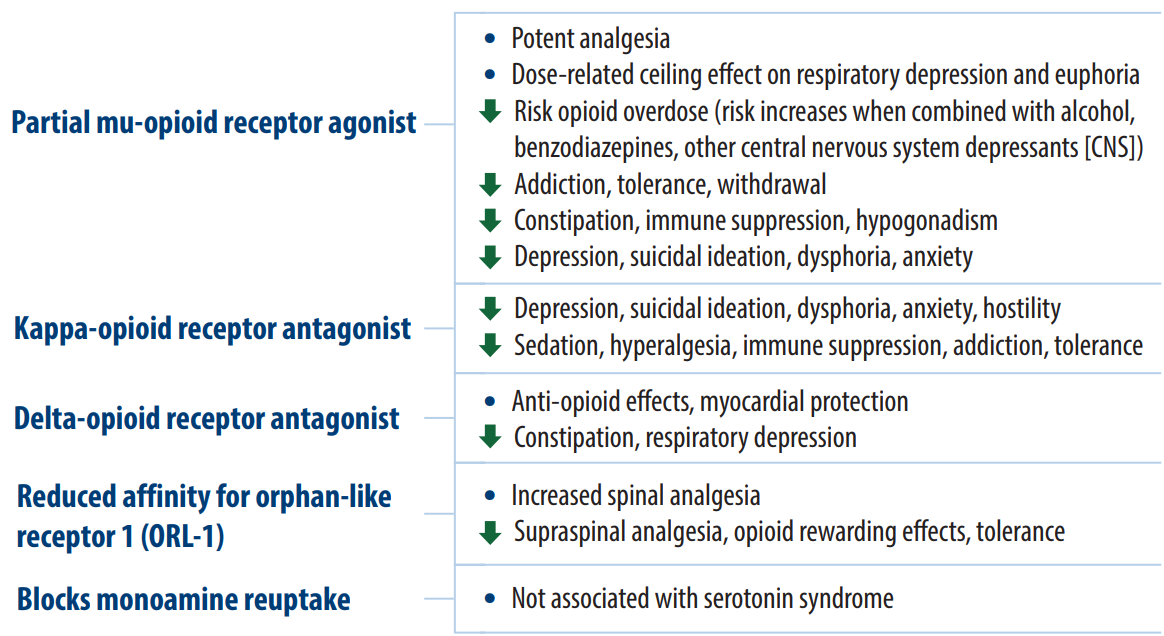 Partial mu-opioid receptor agonist
• Potent analgesia
• Dose-related ceiling effect on respiratory depression and euphoria
Risk opioid overdose (risk increases when combined with alcohol,
benzodiazepines, other central nervous system depressants [CNS])
Addiction, tolerance, withdrawal
Constipation, immune suppression, hypogonadism
Depression, suicidal ideation, dysphoria, anxiety
Kappa-opioid receptor antagonist
Depression, suicidal ideation, dysphoria, anxiety, hostility
Sedation, hyperalgesia, immune suppression, addiction, tolerance
Delta-opioid receptor antagonist
• Anti-opioid effects, myocardial protection
Constipation, respiratory depression
Reduced affinity for orphan-like
receptor 1 (ORL-1)
• Increased spinal analgesia
Supraspinal analgesia, opioid rewarding effects, tolerance
Blocks monoamine reuptake
• Not associated with serotonin syndrome